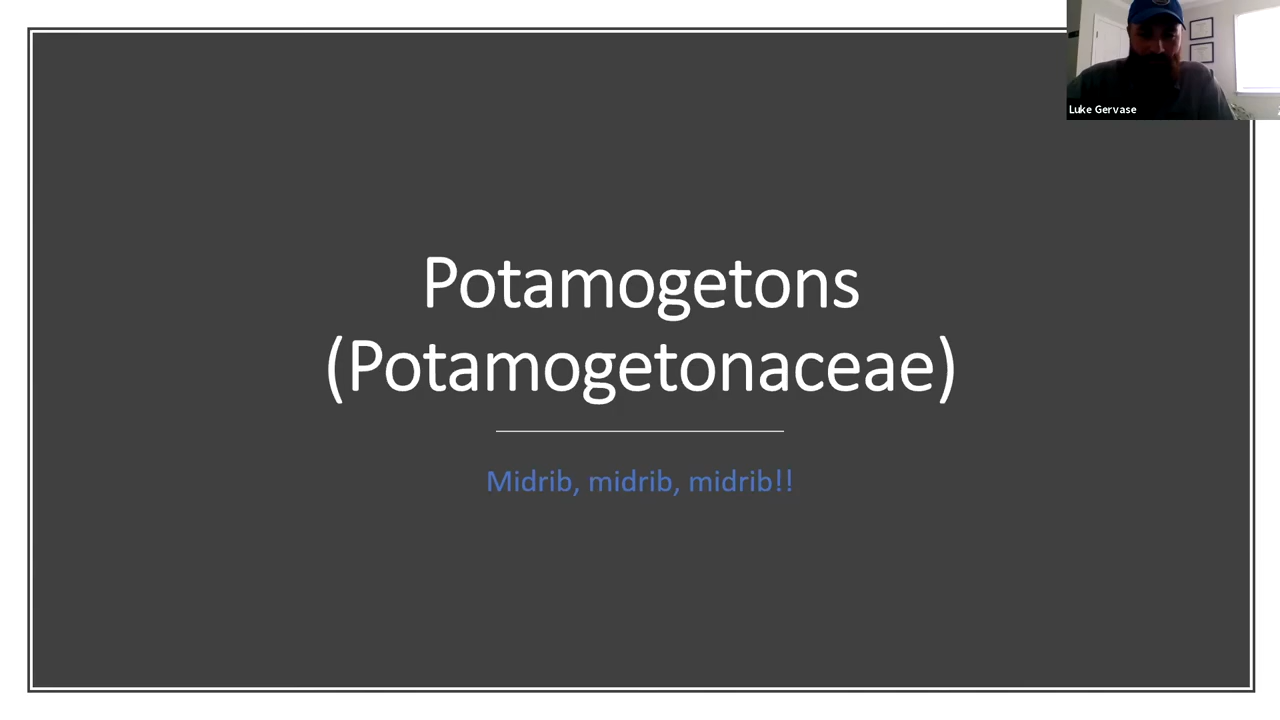 Luke Gervase
Potamogetons
(Potamogetonaceae)
Midrib, midrib, midrib!!